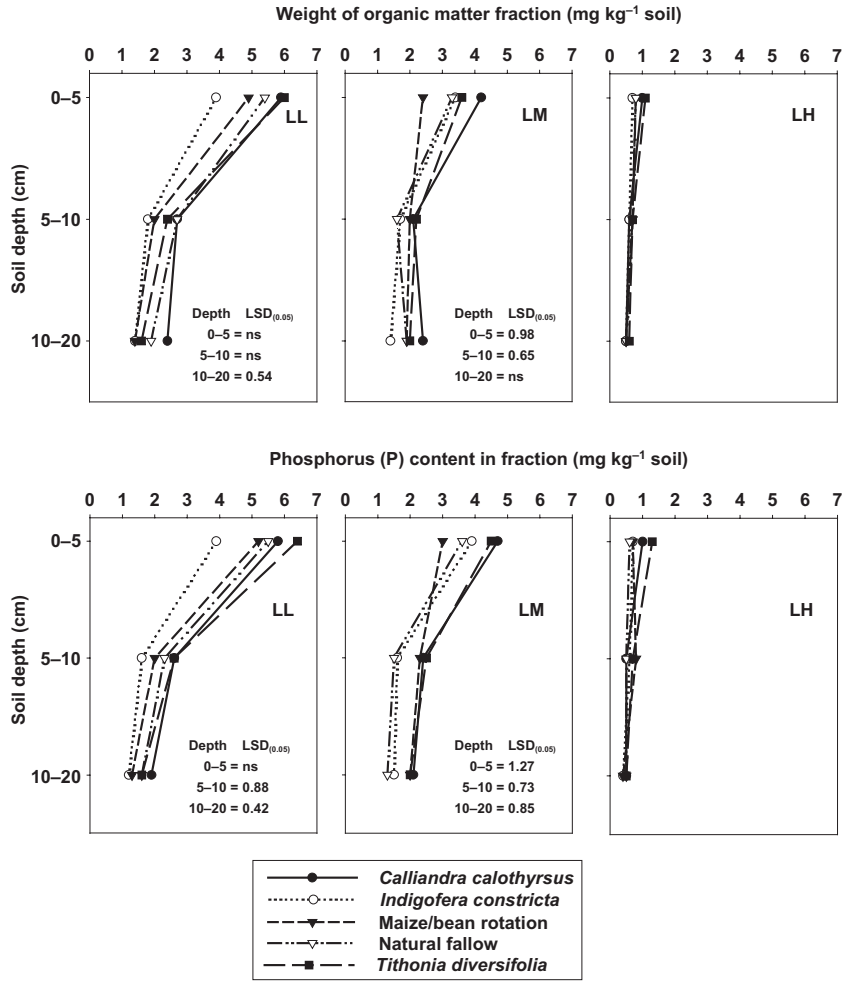 Weight of organic matter fraction (mg kg⁻¹ soil)
0 1 2 3 4 5 6 7 0 1 2 3 4 5 6 7 0 1 2 3 4 5 6 7
0–5
LL LM LH
5–10
Soil depth (cm)
Depth LSD(0.05) Depth LSD(0.05)
0–5 = ns 0–5 = 0.98
10–20
5–10 = ns 5–10 = 0.65
10–20 = 0.54 10–20 = ns
Phosphorus (P) content in fraction (mg kg⁻¹ soil)
0 1 2 3 4 5 6 7 0 1 2 3 4 5 6 7 0 1 2 3 4 5 6 7
0–5
LL LM LH
5–10
Soil depth (cm)
Depth LSD(0.05) Depth LSD(0.05)
0–5 = ns 0–5 = 1.27
10–20
5–10 = 0.88 5–10 = 0.73
10–20 = 0.42 10–20 = 0.85
Calliandra calothyrsus
Indigofera constricta
Maize/bean rotation
Natural fallow
Tithonia diversifolia